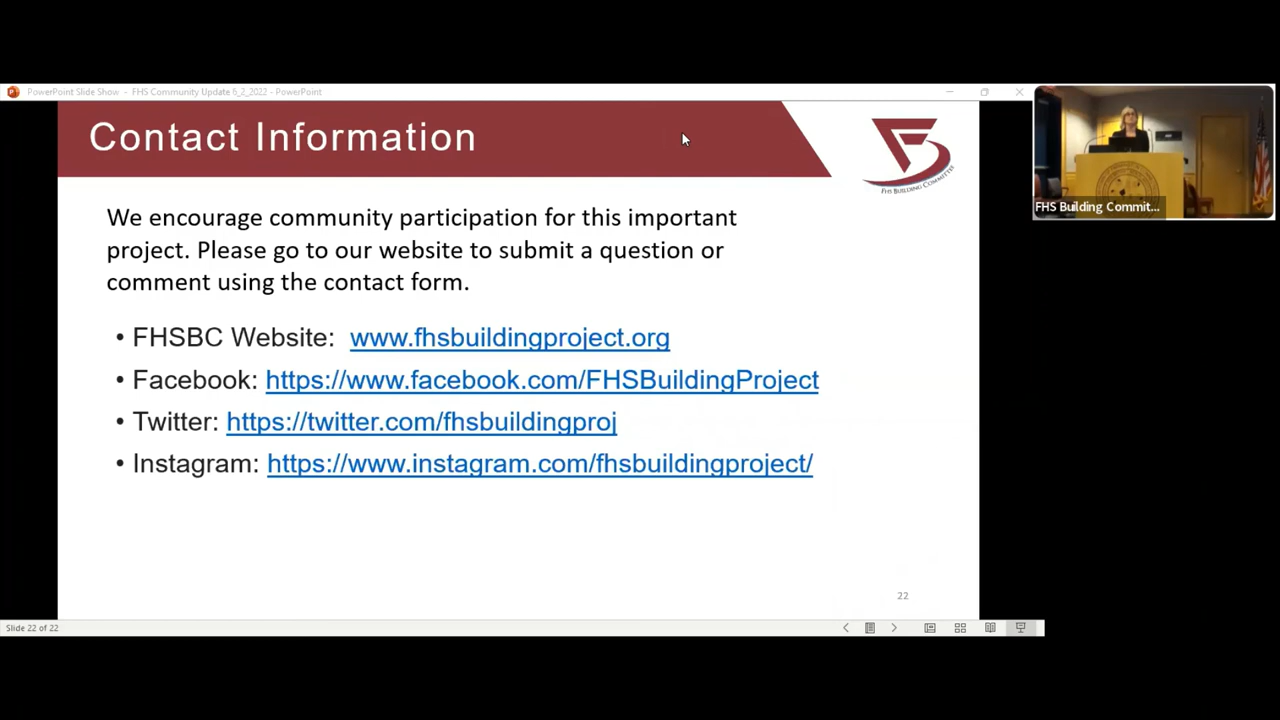 PowerPoint Slide Show - FHS Community Update 6_2_2022 - PowerPoint
Contact Information
FHS BUILDING COMMITTEE
We encourage community participation for this important
project. Please go to our website to submit a question or
comment using the contact form.
• FHSBC Website: www.fhsbuildingproject.org
• Facebook: https://www.facebook.com/FHSBuildingProject
• Twitter: https://twitter.com/fhsbuildingproj
• Instagram: https://www.instagram.com/fhsbuildingproject/
22
Slide 22 of 22
FHS Building Commit...